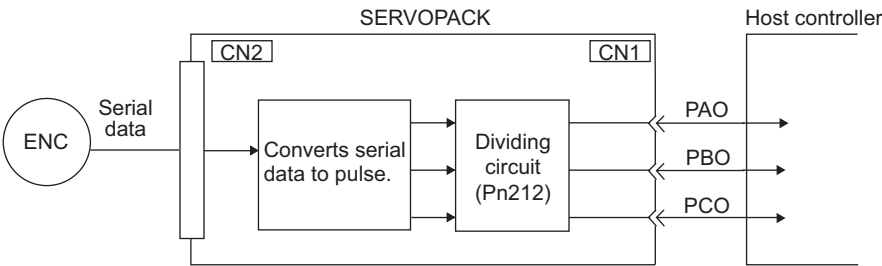 SERVOPACK
Host controller
CN2
CN1
Serial
data
ENC
Converts serial
data to pulse.
Dividing
circuit
(Pn212)
PAO
PBO
PCO